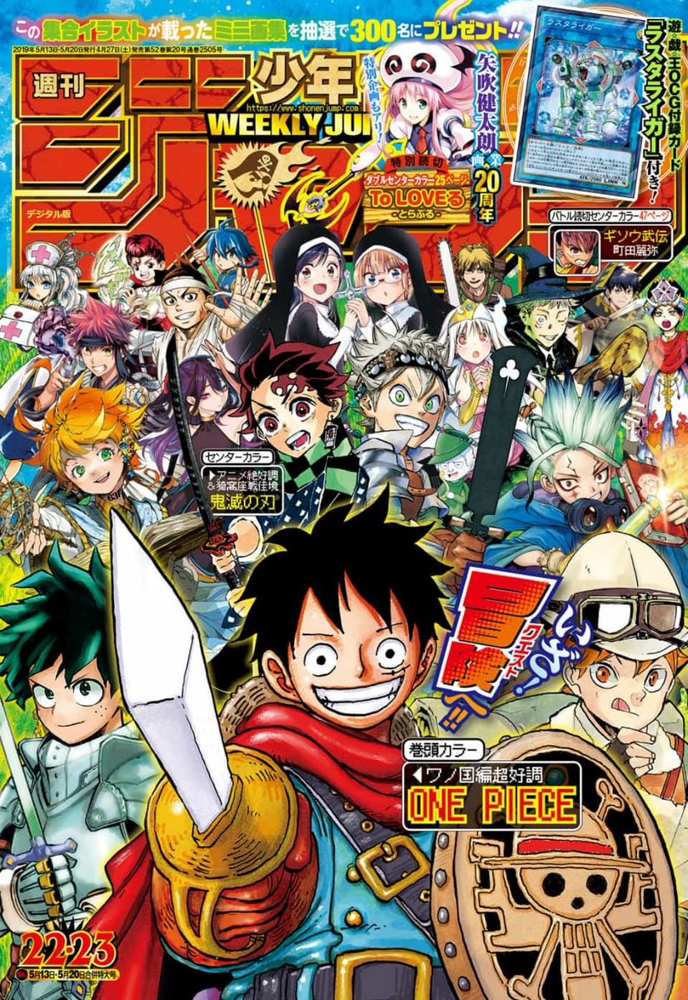 この集合イラストが載ったミニ画集を抽選で300名にプレゼント!!
2019年5月13日・5月20日発行4月27日(土)発売第52巻第20号通巻2505号
週刊
少年
ジャンプ
https://www.shonenjump.com
WEEKLY JU
デジタル版
特別企画もアリ!
矢吹健太朗画業20周年
特別読切
ダブルセンターカラー25ページ
To LOVEる
-とらぶる-
ラスタライガー
ATK/2000 LINK-
遊☆戯☆王OCG付録カード
『ラスタライガー』付き!
バトル読切センターカラー47ページ
ギソウ武伝
町田麗弥
センターカラー
アニメ絶好調
&猗窩座戦佳境
鬼滅の刃
いざ!
冒険へ!!
クエスト
巻頭カラー
ワノ国編超好調
ONE PIECE
22・23
5月13日・5月20日合併特大号